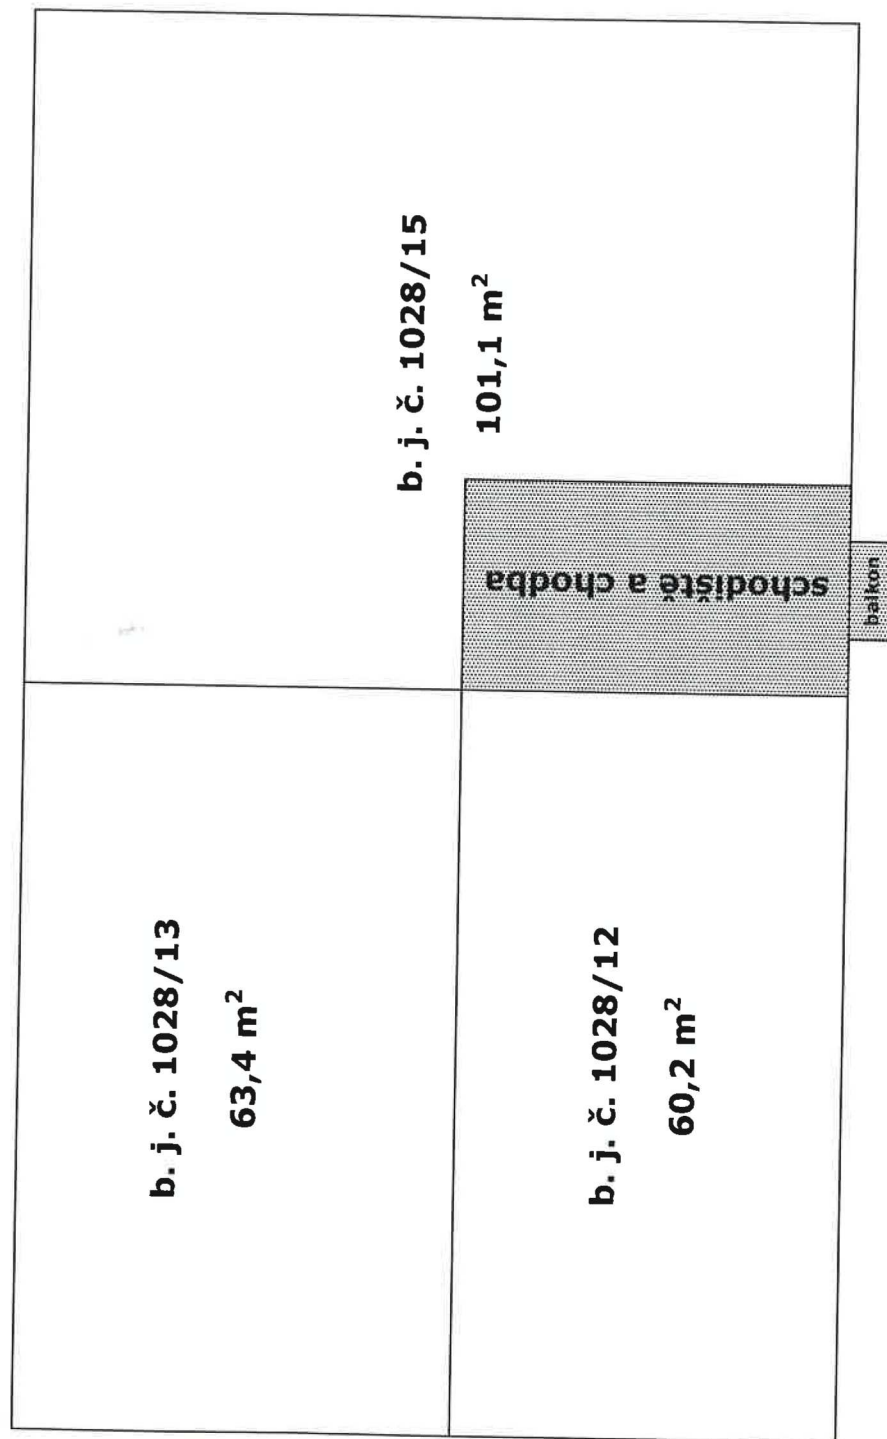 b. j. č. 1028/13
63,4 m²
b. j. č. 1028/15
101,1 m²
b. j. č. 1028/12
60,2 m²
schodiště a chodba
balkon